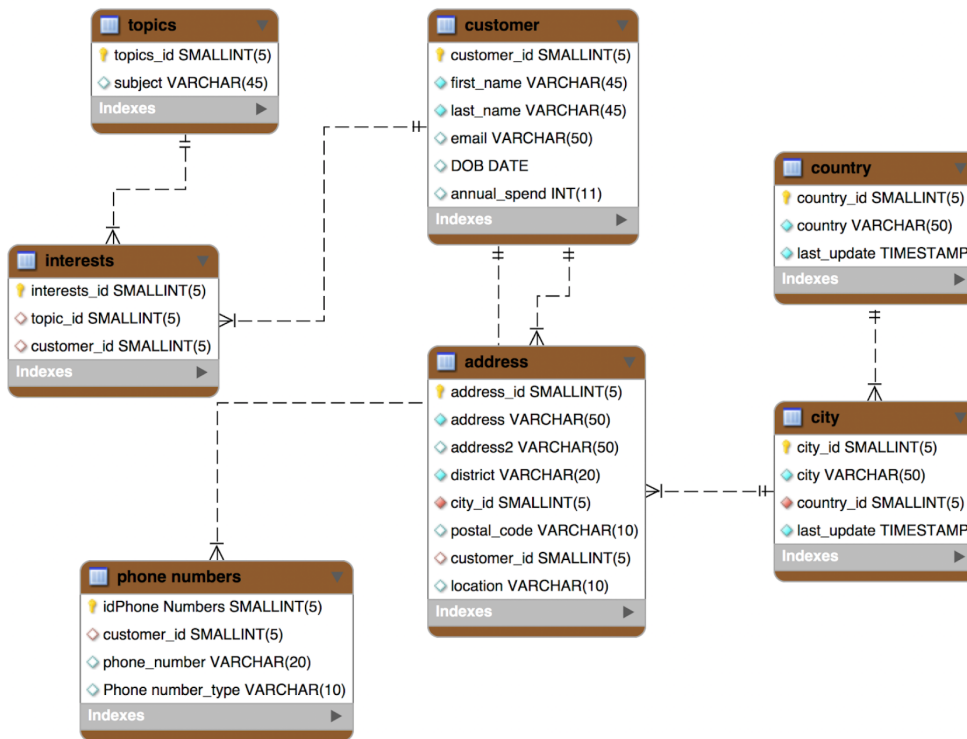 topics
topics_id SMALLINT(5)
subject VARCHAR(45)
Indexes
customer
customer_id SMALLINT(5)
first_name VARCHAR(45)
last_name VARCHAR(45)
email VARCHAR(50)
DOB DATE
annual_spend INT(11)
Indexes
country
country_id SMALLINT(5)
country VARCHAR(50)
last_update TIMESTAMP
Indexes
interests
interests_id SMALLINT(5)
topic_id SMALLINT(5)
customer_id SMALLINT(5)
Indexes
address
address_id SMALLINT(5)
address VARCHAR(50)
address2 VARCHAR(50)
district VARCHAR(20)
city_id SMALLINT(5)
postal_code VARCHAR(10)
customer_id SMALLINT(5)
location VARCHAR(10)
Indexes
city
city_id SMALLINT(5)
city VARCHAR(50)
country_id SMALLINT(5)
last_update TIMESTAMP
Indexes
phone numbers
idPhone Numbers SMALLINT(5)
customer_id SMALLINT(5)
phone_number VARCHAR(20)
Phone number_type VARCHAR(10)
Indexes